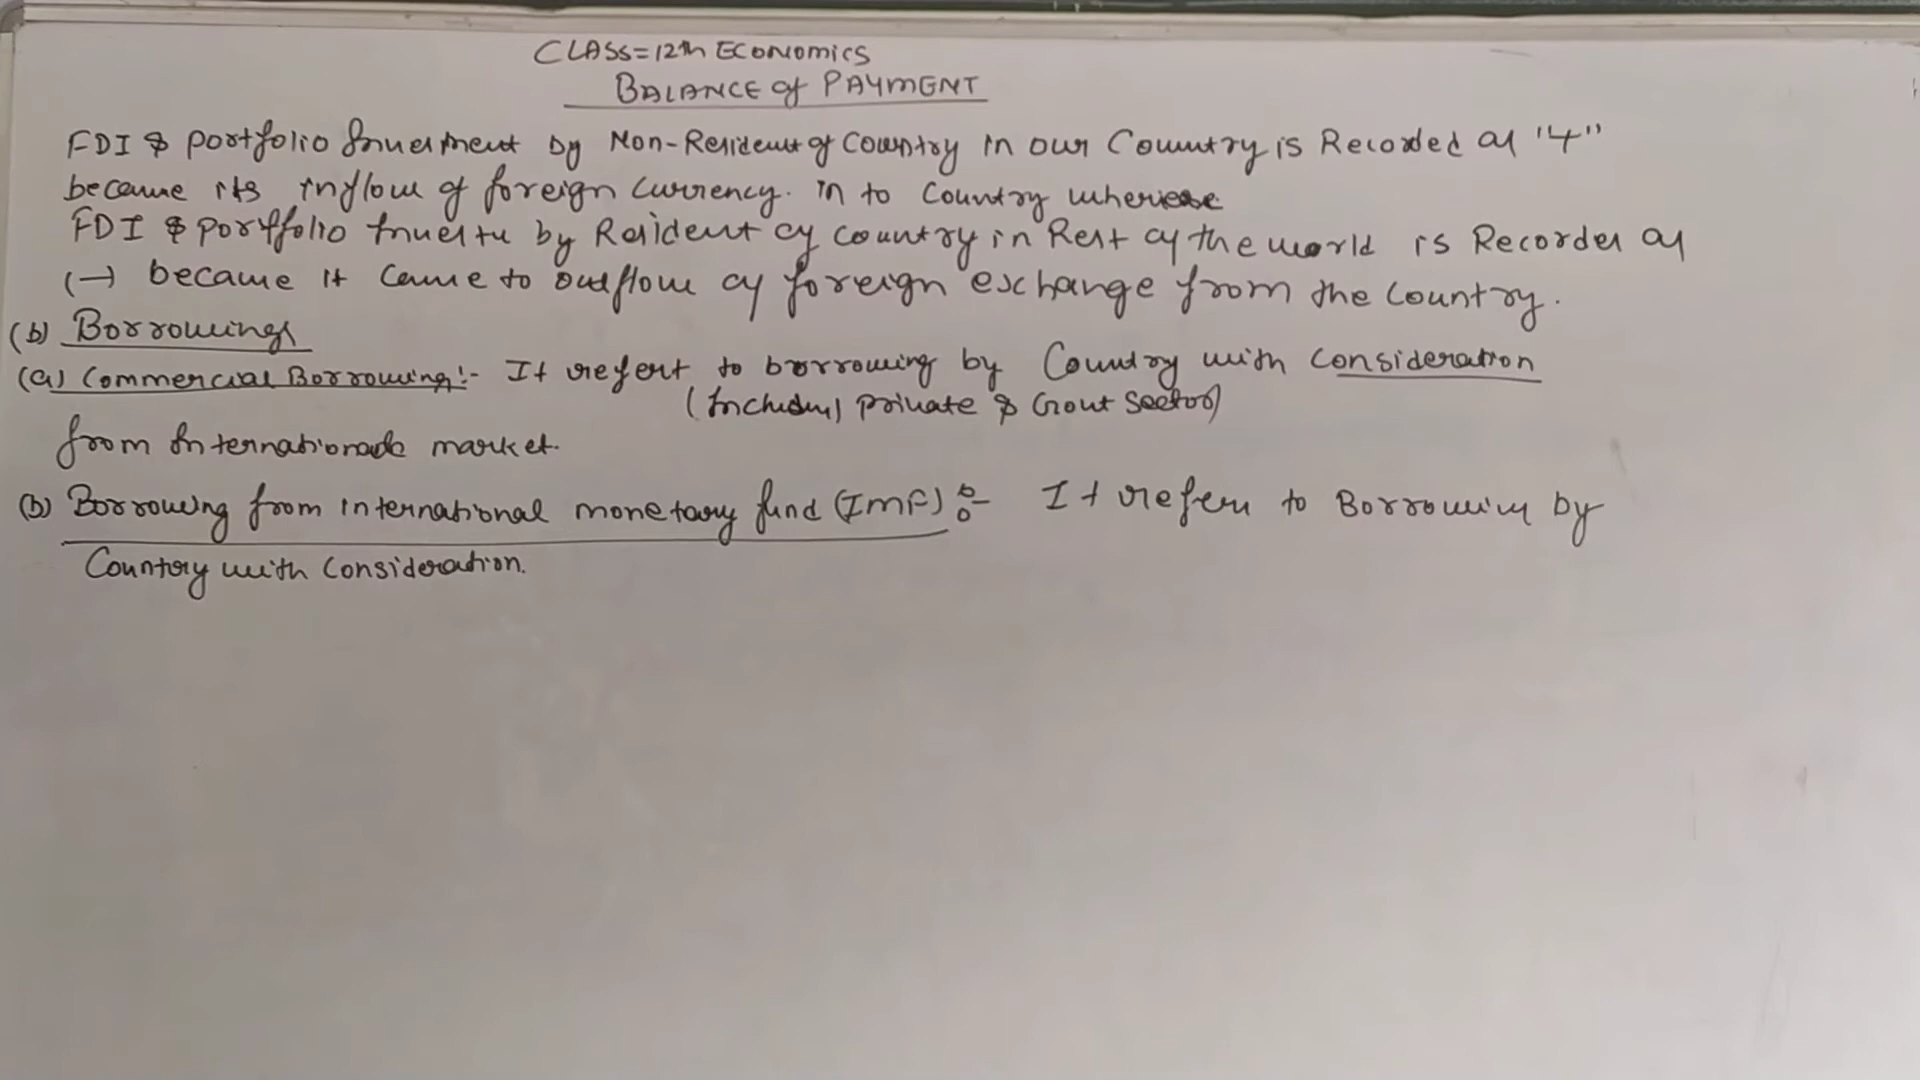 CLASS=12th ECONOMICS
BALANCE of PAYMENT
FDI & portfolio Investment by Non-Resident of Country in our Country is Recorded as "+"
because its inflow of foreign currency. in to Country whereas
FDI & portfolio by Resident of country in Rest of the world is Recorded as
(-) because it cause to outflow of foreign exchange from the Country.
(b) Borrowings
(a) Commercial Borrowing:- It refers to borrowing by Country with Consideration
(Including private & Govt Sector)
from International market.
(b) Borrowing from international monetary fund (IMF):- It refers to Borrowing by
Country with Consideration.